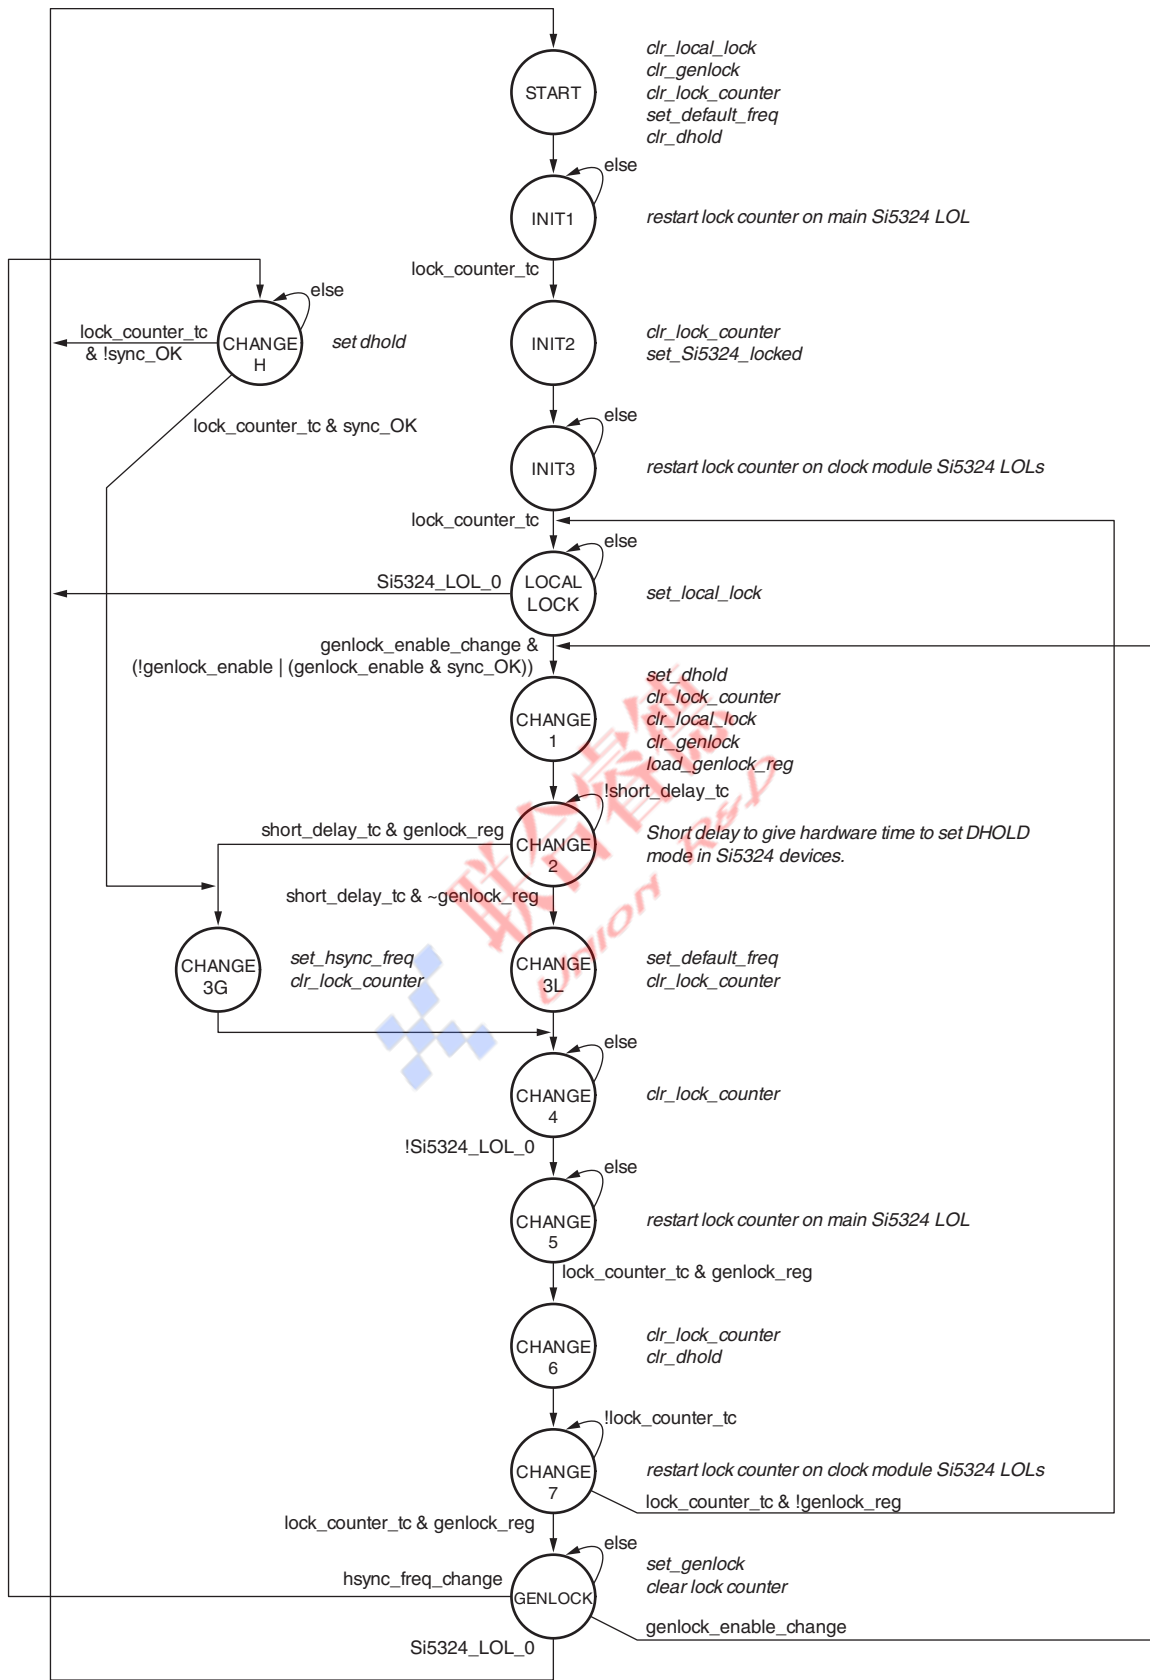 clr_local_lock
clr_genlock
clr_lock_counter
set_default_freq
clr_dhold
START
else
INIT1
restart lock counter on main Si5324 LOL
lock_counter_tc
else
lock_counter_tc
& !sync_OK
CHANGE
H
set dhold
INIT2
clr_lock_counter
set_Si5324_locked
lock_counter_tc & sync_OK
else
INIT3
restart lock counter on clock module Si5324 LOLs
lock_counter_tc
else
Si5324_LOL_0
LOCAL
LOCK
set_local_lock
genlock_enable_change &
(!genlock_enable | (genlock_enable & sync_OK))
set_dhold
clr_lock_counter
clr_local_lock
clr_genlock
load_genlock_reg
CHANGE
1
!short_delay_tc
short_delay_tc & genlock_reg
CHANGE
2
Short delay to give hardware time to set DHOLD
mode in Si5324 devices.
short_delay_tc & ~genlock_reg
CHANGE
3G
set_hsync_freq
clr_lock_counter
CHANGE
3L
set_default_freq
clr_lock_counter
联合睿德
UNION R&D
else
CHANGE
4
clr_lock_counter
!Si5324_LOL_0
else
CHANGE
5
restart lock counter on main Si5324 LOL
lock_counter_tc & genlock_reg
CHANGE
6
clr_lock_counter
clr_dhold
!lock_counter_tc
CHANGE
7
restart lock counter on clock module Si5324 LOLs
lock_counter_tc & !genlock_reg
lock_counter_tc & genlock_reg
else
hsync_freq_change
GENLOCK
set_genlock
clear lock counter
genlock_enable_change
Si5324_LOL_0